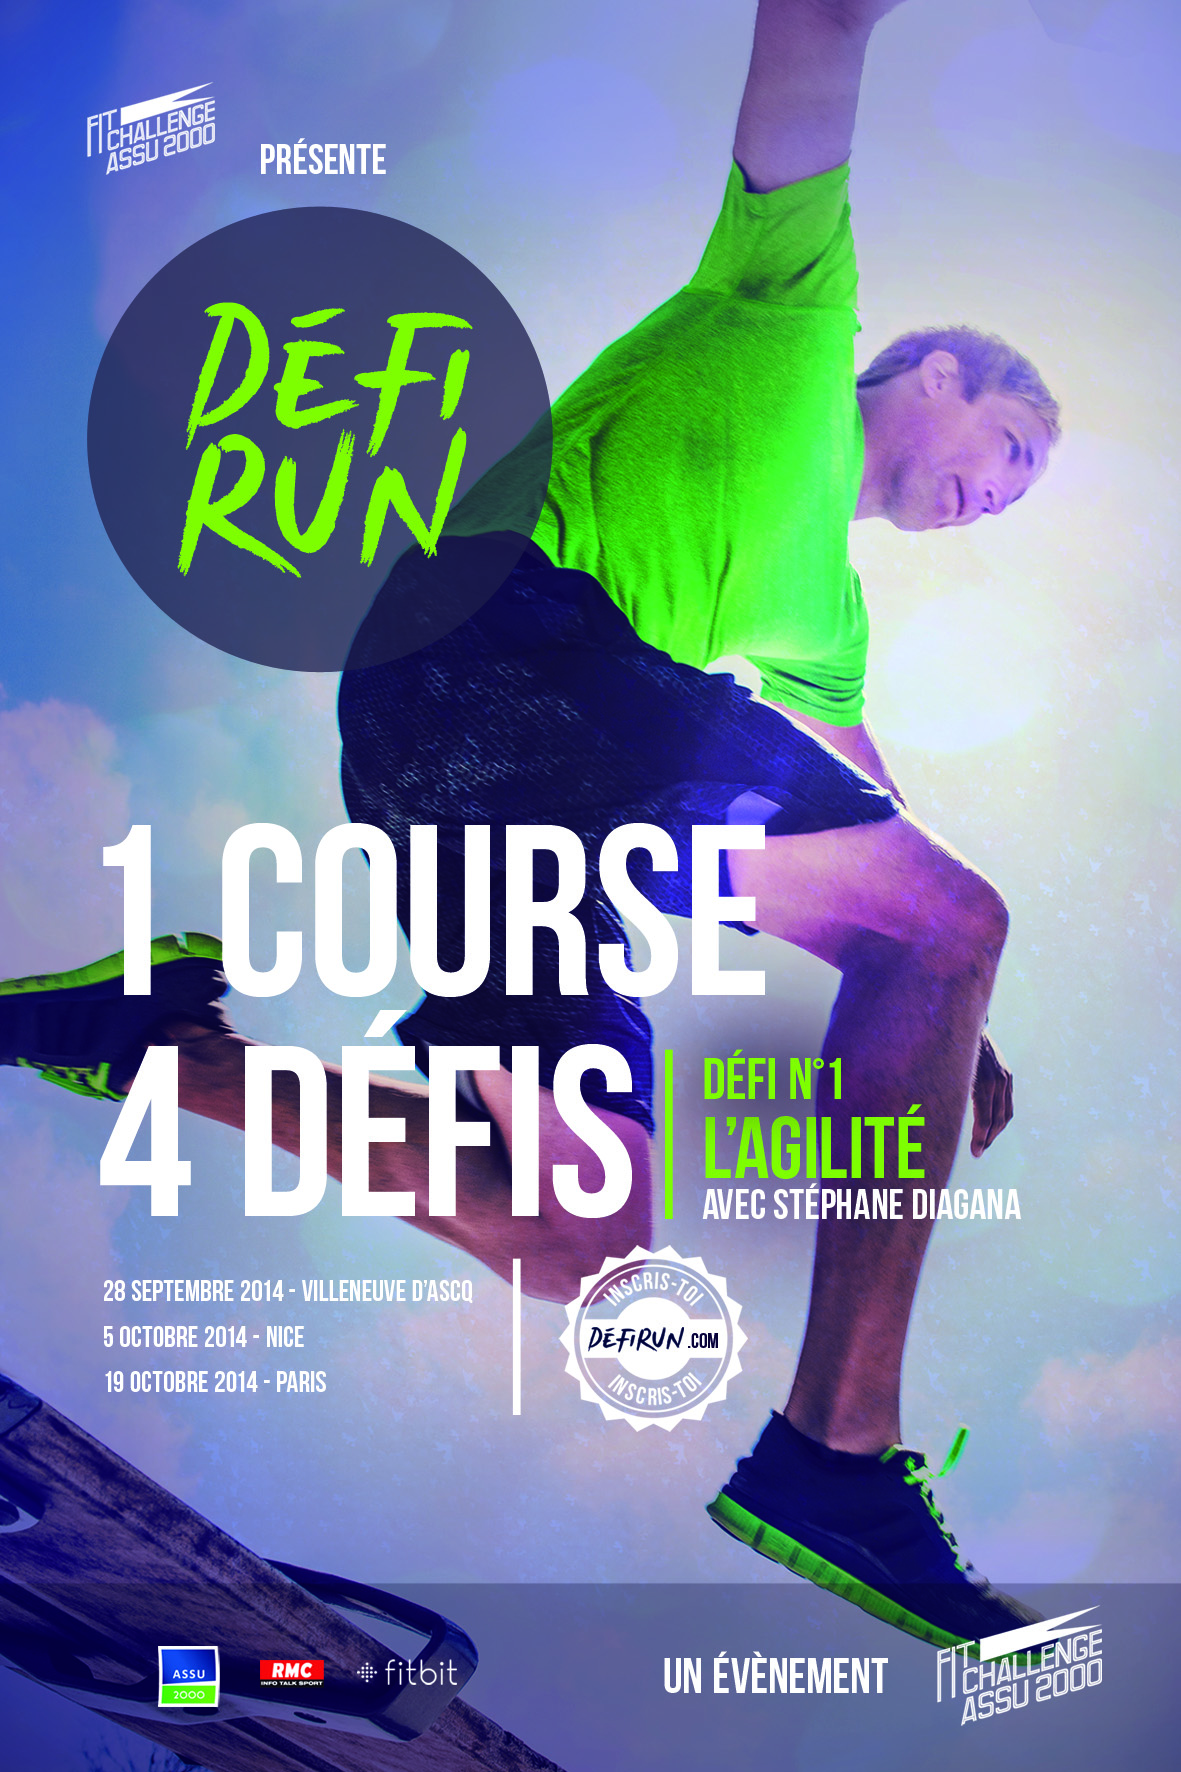 FIT
CHALLENGE
ASSU 2000
PRÉSENTE
DÉFI
RUN
1 COURSE
4 DÉFIS
DÉFI N°1
L'AGILITÉ
AVEC STÉPHANE DIAGANA
28 SEPTEMBRE 2014 - VILLENEUVE D'ASCQ
5 OCTOBRE 2014 - NICE
19 OCTOBRE 2014 - PARIS
INSCRIS-TOI
DÉFIRUN.COM
INSCRIS-TOI
ASSU
2000
RMC
INFO TALK SPORT
fitbit
UN ÉVÈNEMENT
FIT
CHALLENGE
ASSU 2000